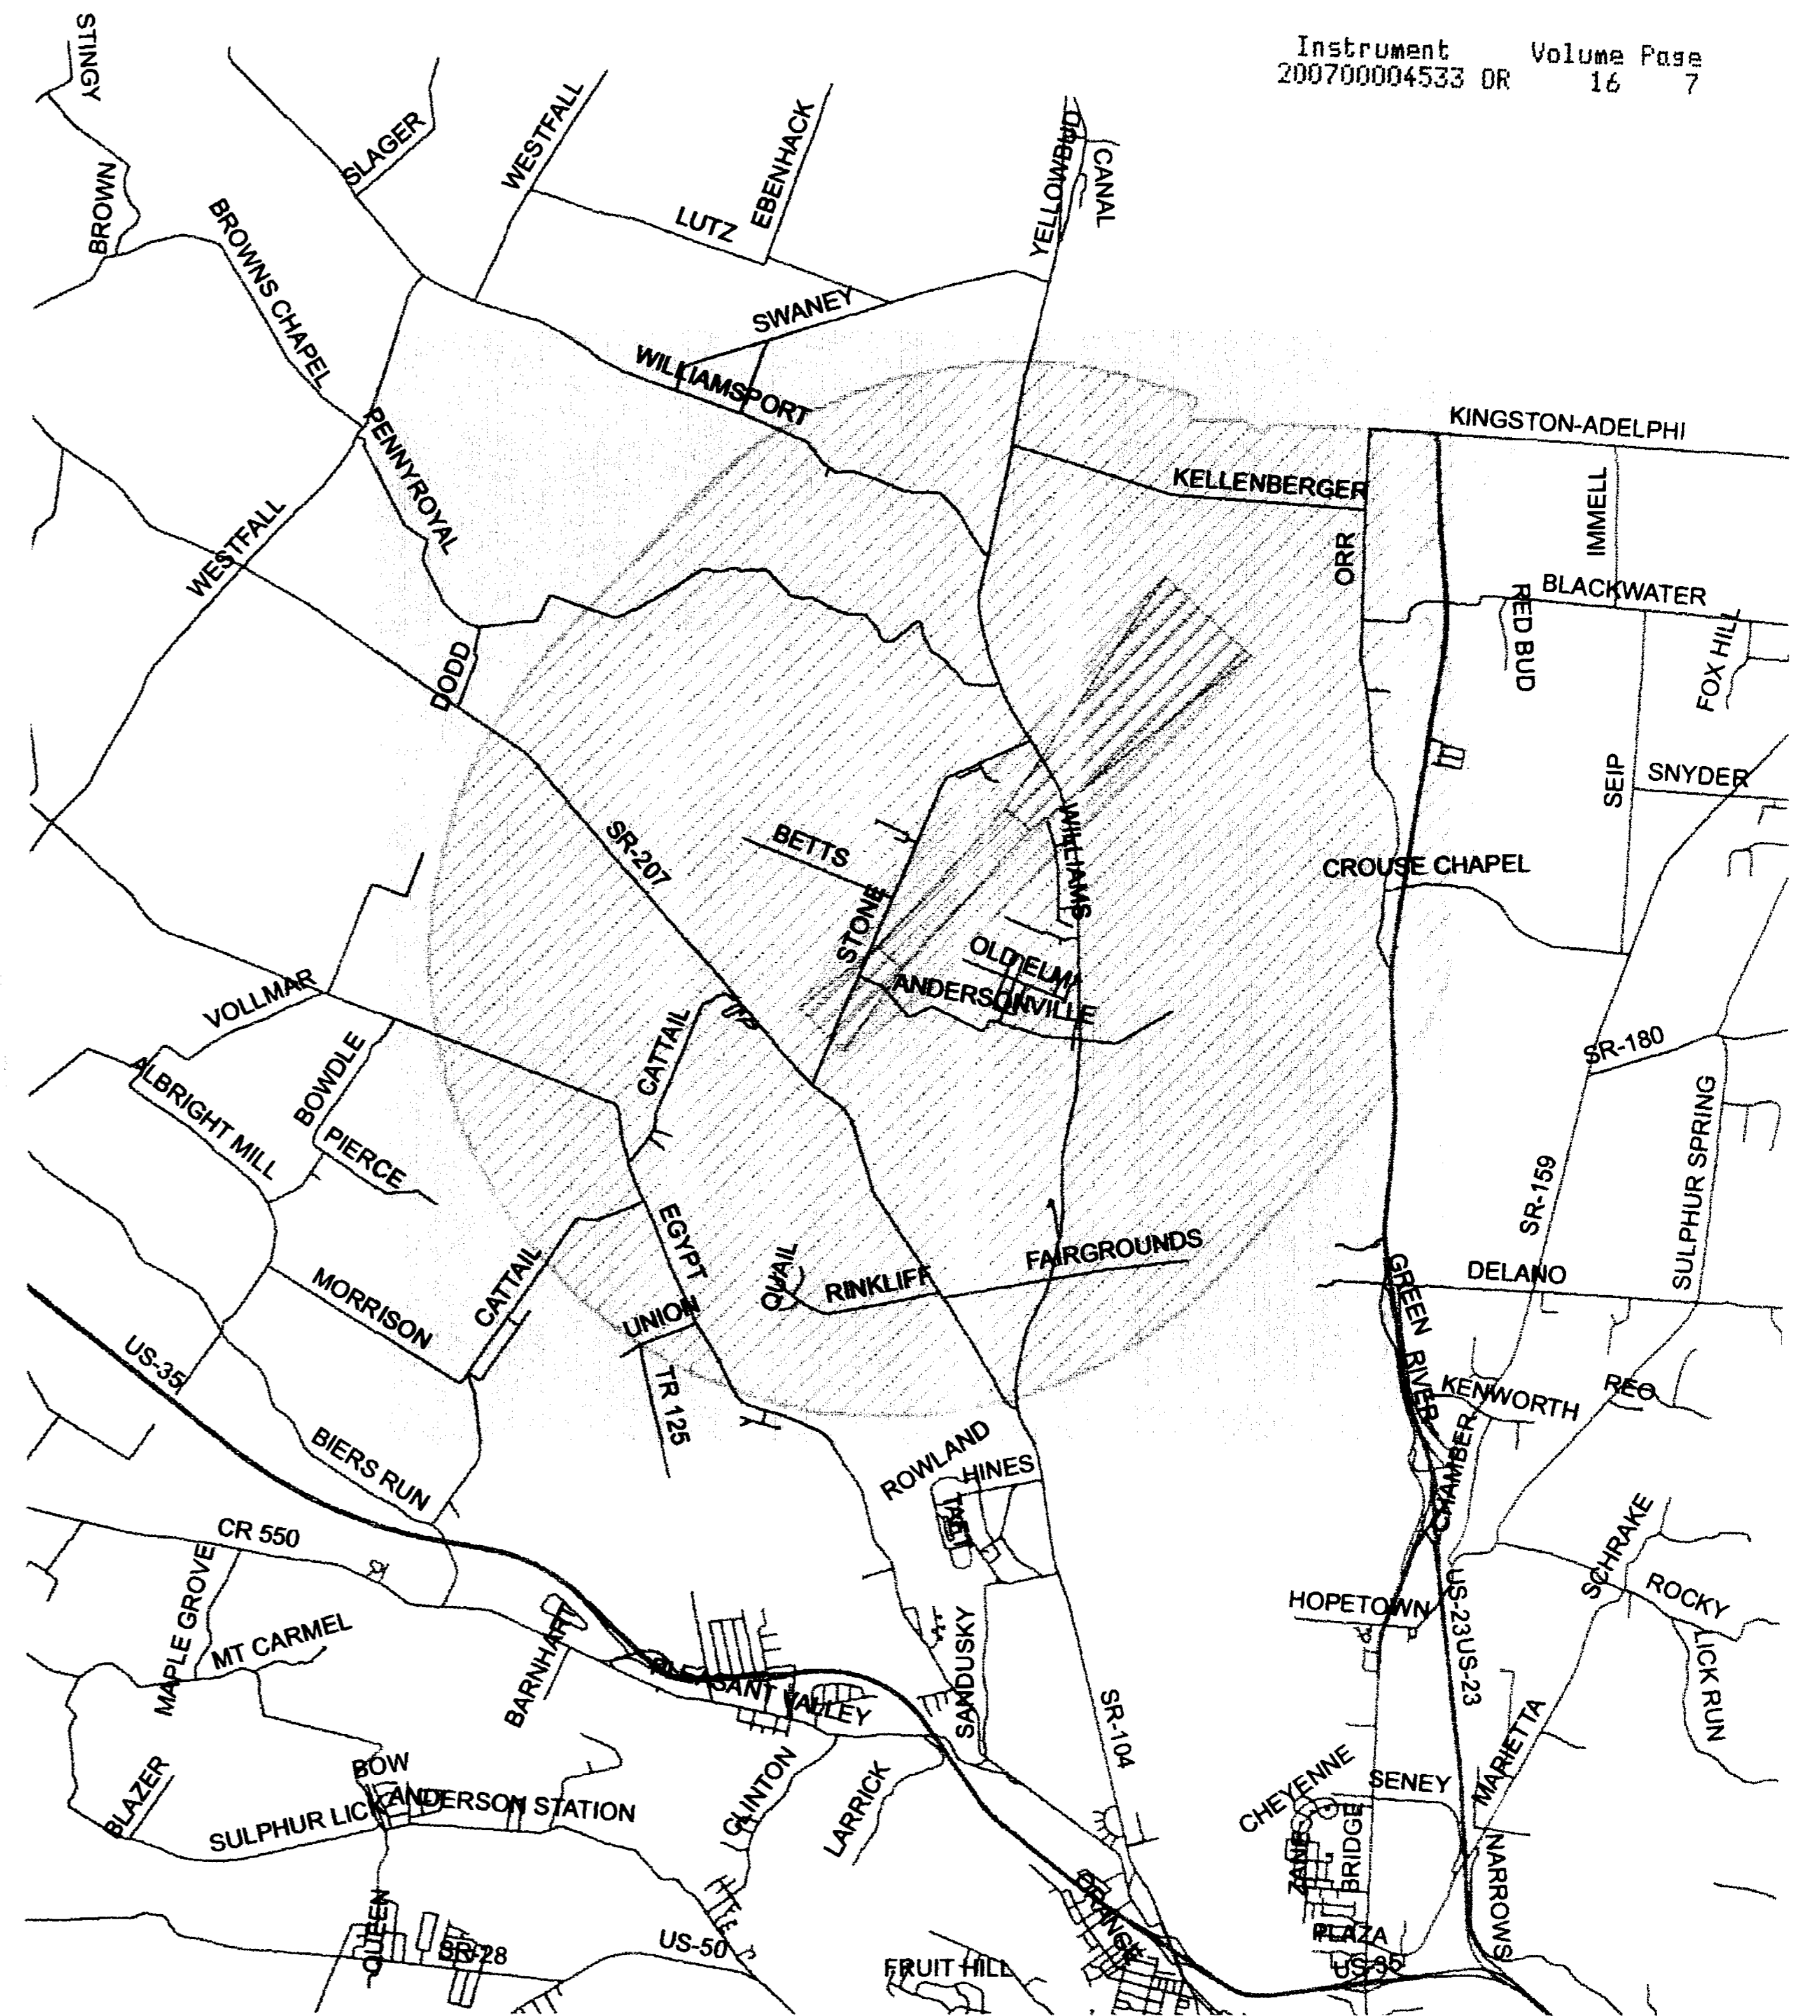 Instrument Volume Page
200700004533 OR 16 7
STINGY
SLAGER
WESTFALL
EBENHACK
YELLOWBUD
CANAL
BROWN
BROWNS CHAPEL
LUTZ
SWANEY
WILLIAMSPORT
KINGSTON-ADELPHI
PENNYROYAL
KELLENBERGER
IMMELL
WESTFALL
ORR
BLACKWATER
RED BUD
FOX HILL
DODD
SEIP
SNYDER
SR-207
BETTS
WILLIAMS
CROUSE CHAPEL
STONE
OLD ELM
ANDERSONVILLE
VOLLMAR
CATTAIL
SR-180
BOWDLE
ALBRIGHT MILL
PIERCE
SULPHUR SPRING
SR-159
EGYPT
QUAIL
RINKLIFF
FAIRGROUNDS
DELANO
CATTAIL
MORRISON
UNION
GREEN RIVER
US-35
TR 125
KENWORTH
REO
BIERS RUN
ROWLAND
HINES
TAFT
CHAMBER
CR 550
SCHRAKE
MAPLE GROVE
HOPETOWN
US-23
US-23
ROCKY
LICK RUN
MT CARMEL
BARNHART
PLEASANT VALLEY
SANDUSKY
SR-104
MARIETTA
BOW
BLAZER
ANDERSON STATION
SULPHUR LICK
CLINTON
LARRICK
CHEYENNE
SENEY
BRIDGE
ZANE
NARROWS
QUEEN
ORANGE
PLAZA
SR-28
US-50
FRUIT HILL
US-35